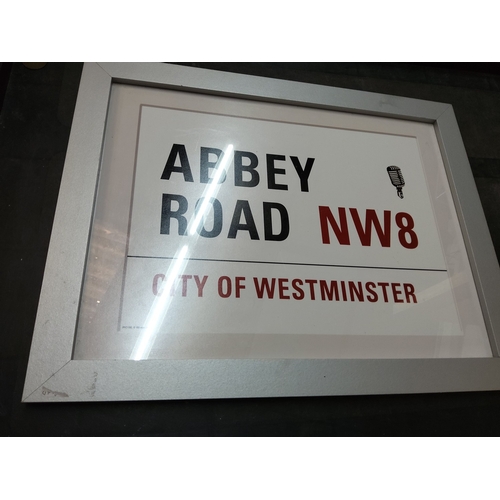 ABBEY
ROAD NW8
CITY OF WESTMINSTER